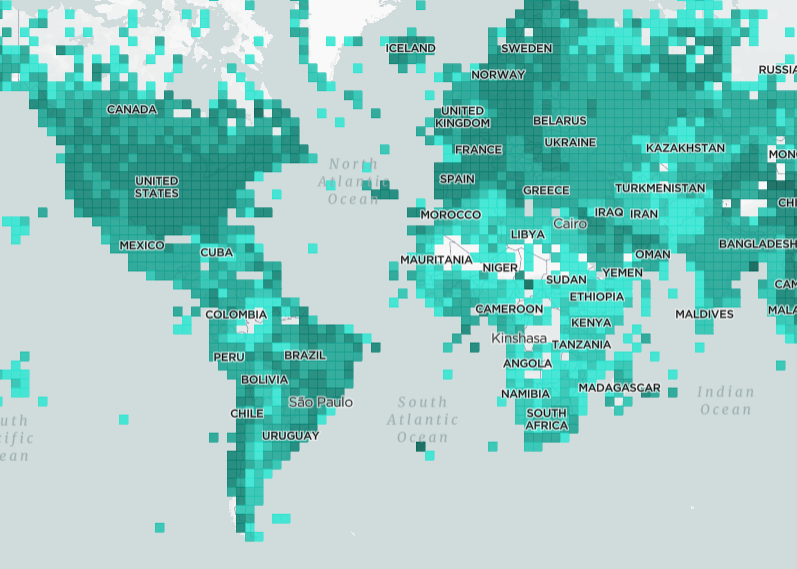 ICELAND
SWEDEN
NORWAY
RUSSIA
CANADA
UNITED
KINGDOM
BELARUS
UKRAINE
FRANCE
KAZAKHSTAN
MON
North
Atlantic
Ocean
UNITED
STATES
SPAIN
GREECE
TURKMENISTAN
CHI
MOROCCO
Cairo
IRAQ
IRAN
LIBYA
MEXICO
CUBA
MAURITANIA
NIGER
OMAN
BANGLADESH
SUDAN
YEMEN
CAM
ETHIOPIA
COLOMBIA
CAMEROON
KENYA
MALDIVES
MALA
Kinshasa
TANZANIA
PERU
BRAZIL
ANGOLA
BOLIVIA
NAMIBIA
MADAGASCAR
Indian
Ocean
São Paulo
South
Atlantic
Ocean
CHILE
SOUTH
AFRICA
uth
ific
ean
URUGUAY